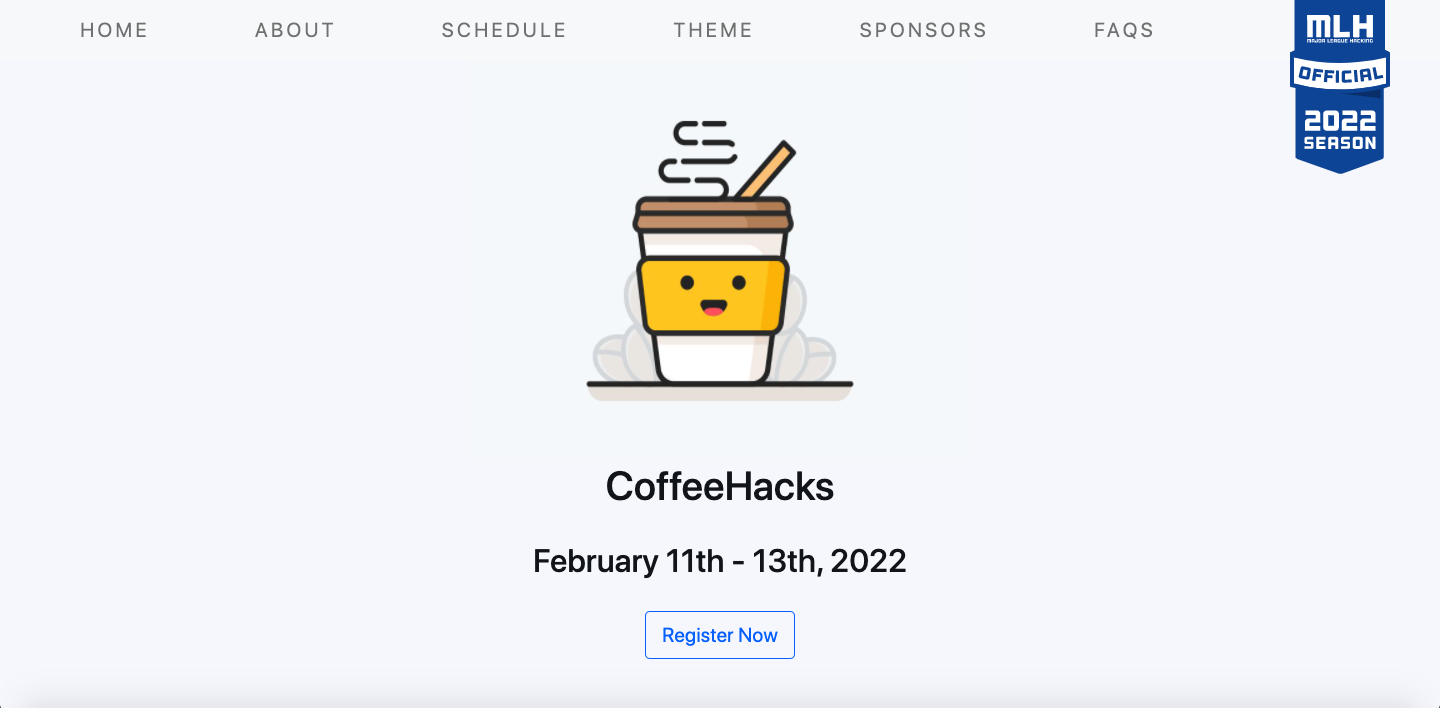 HOME
ABOUT
SCHEDULE
THEME
SPONSORS
FAQS
MLH
MAJOR LEAGUE HACKING
OFFICIAL
2022
SEASON
CoffeeHacks
February 11th - 13th, 2022
Register Now